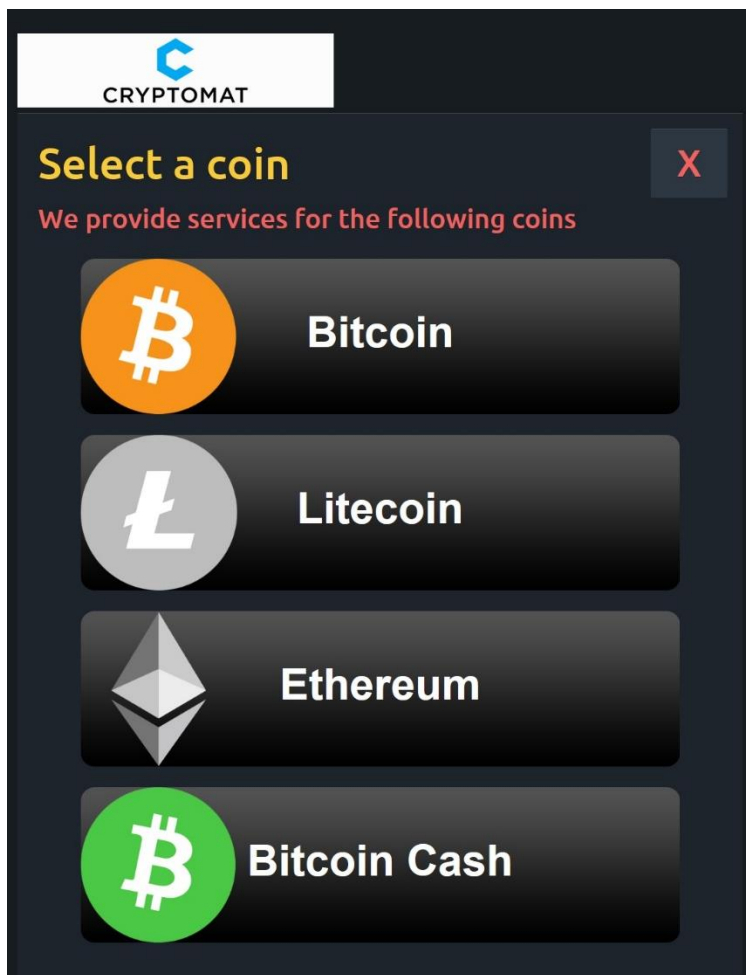 CRYPTOMAT
Select a coin
X
We provide services for the following coins
Bitcoin
Litecoin
Ethereum
Bitcoin Cash